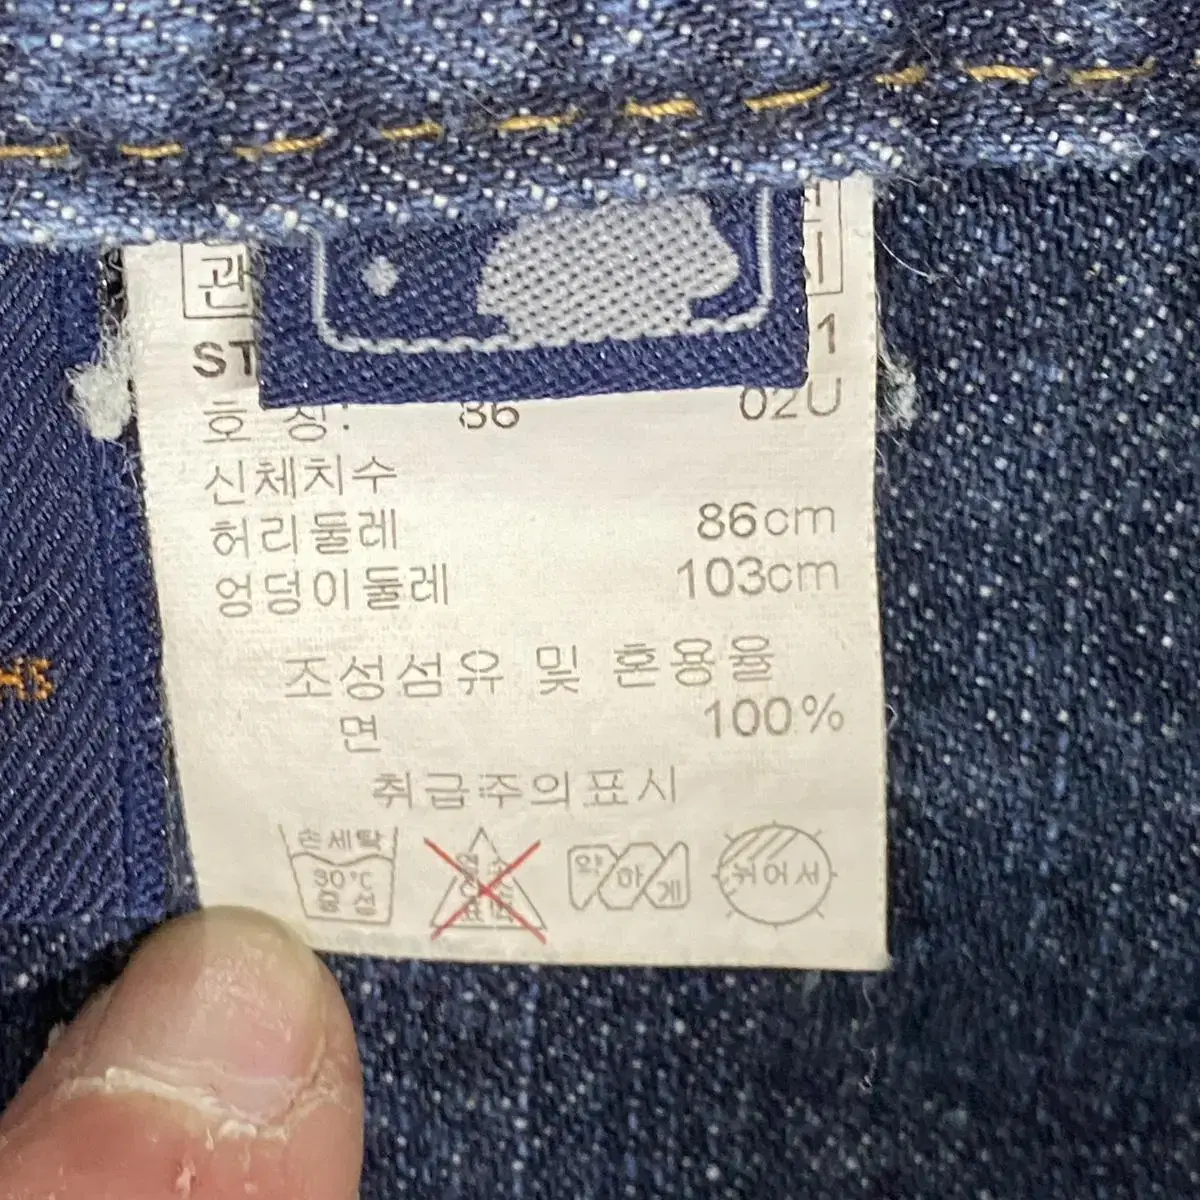 관
ST 1
호 칭: 86 02U
신체치수
허리둘레 86cm
엉덩이둘레 103cm
조성섬유 및 혼용율
면 100%
취급주의표시
손세탁 약하게 뉘어서
30°C
중성